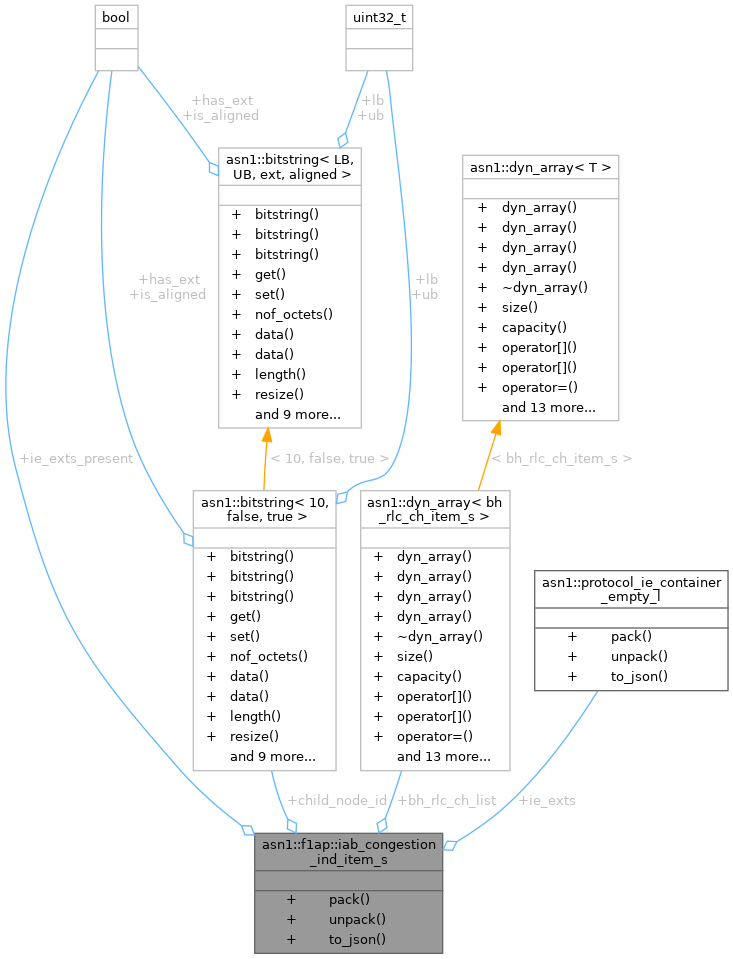 bool
uint32_t
+has_ext
+is_aligned
+lb
+ub
asn1::bitstring< LB,
UB, ext, aligned >
+ bitstring()
+ bitstring()
+ bitstring()
+ get()
+ set()
+ nof_octets()
+ data()
+ data()
+ length()
+ resize()
and 9 more...
asn1::dyn_array< T >
+ dyn_array()
+ dyn_array()
+ dyn_array()
+ dyn_array()
+ ~dyn_array()
+ size()
+ capacity()
+ operator[]()
+ operator[]()
+ operator=()
and 13 more...
+has_ext
+is_aligned
+lb
+ub
+ie_exts_present
< 10, false, true >
< bh_rlc_ch_item_s >
asn1::bitstring< 10,
false, true >
+ bitstring()
+ bitstring()
+ bitstring()
+ get()
+ set()
+ nof_octets()
+ data()
+ data()
+ length()
+ resize()
and 9 more...
asn1::dyn_array< bh
_rlc_ch_item_s >
+ dyn_array()
+ dyn_array()
+ dyn_array()
+ dyn_array()
+ ~dyn_array()
+ size()
+ capacity()
+ operator[]()
+ operator[]()
+ operator=()
and 13 more...
asn1::protocol_ie_container
_empty_l
+ pack()
+ unpack()
+ to_json()
+child_node_id
+bh_rlc_ch_list
+ie_exts
asn1::f1ap::iab_congestion
_ind_item_s
+ pack()
+ unpack()
+ to_json()